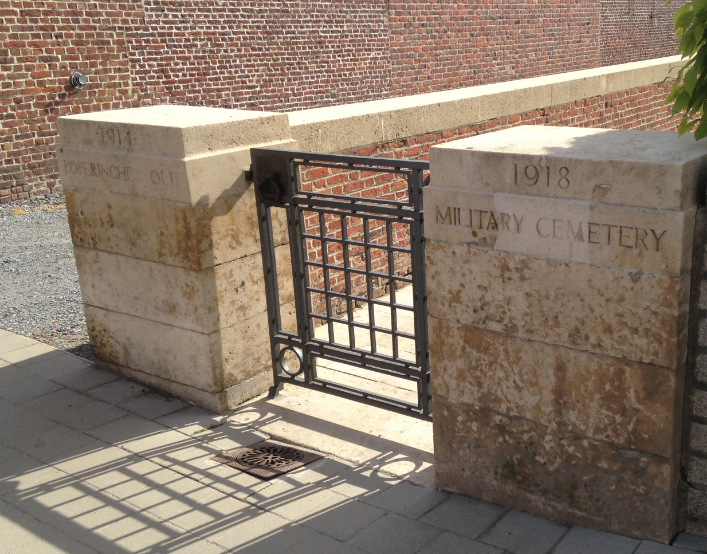 1914
POPERINGHE OLD
1918
MILITARY CEMETERY